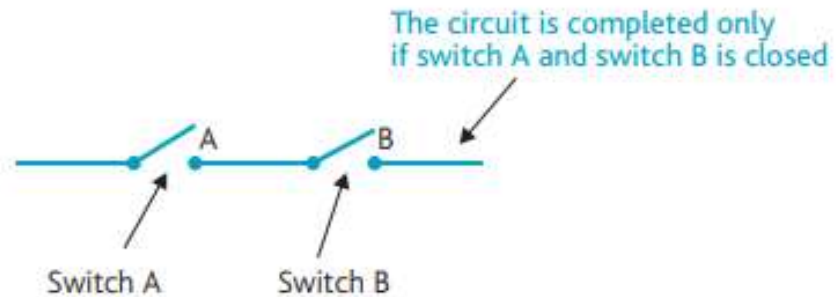 The circuit is completed only
if switch A and switch B is closed
A
B
Switch A
Switch B